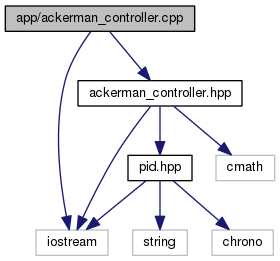 app/ackerman_controller.cpp
ackerman_controller.hpp
pid.hpp
cmath
iostream
string
chrono